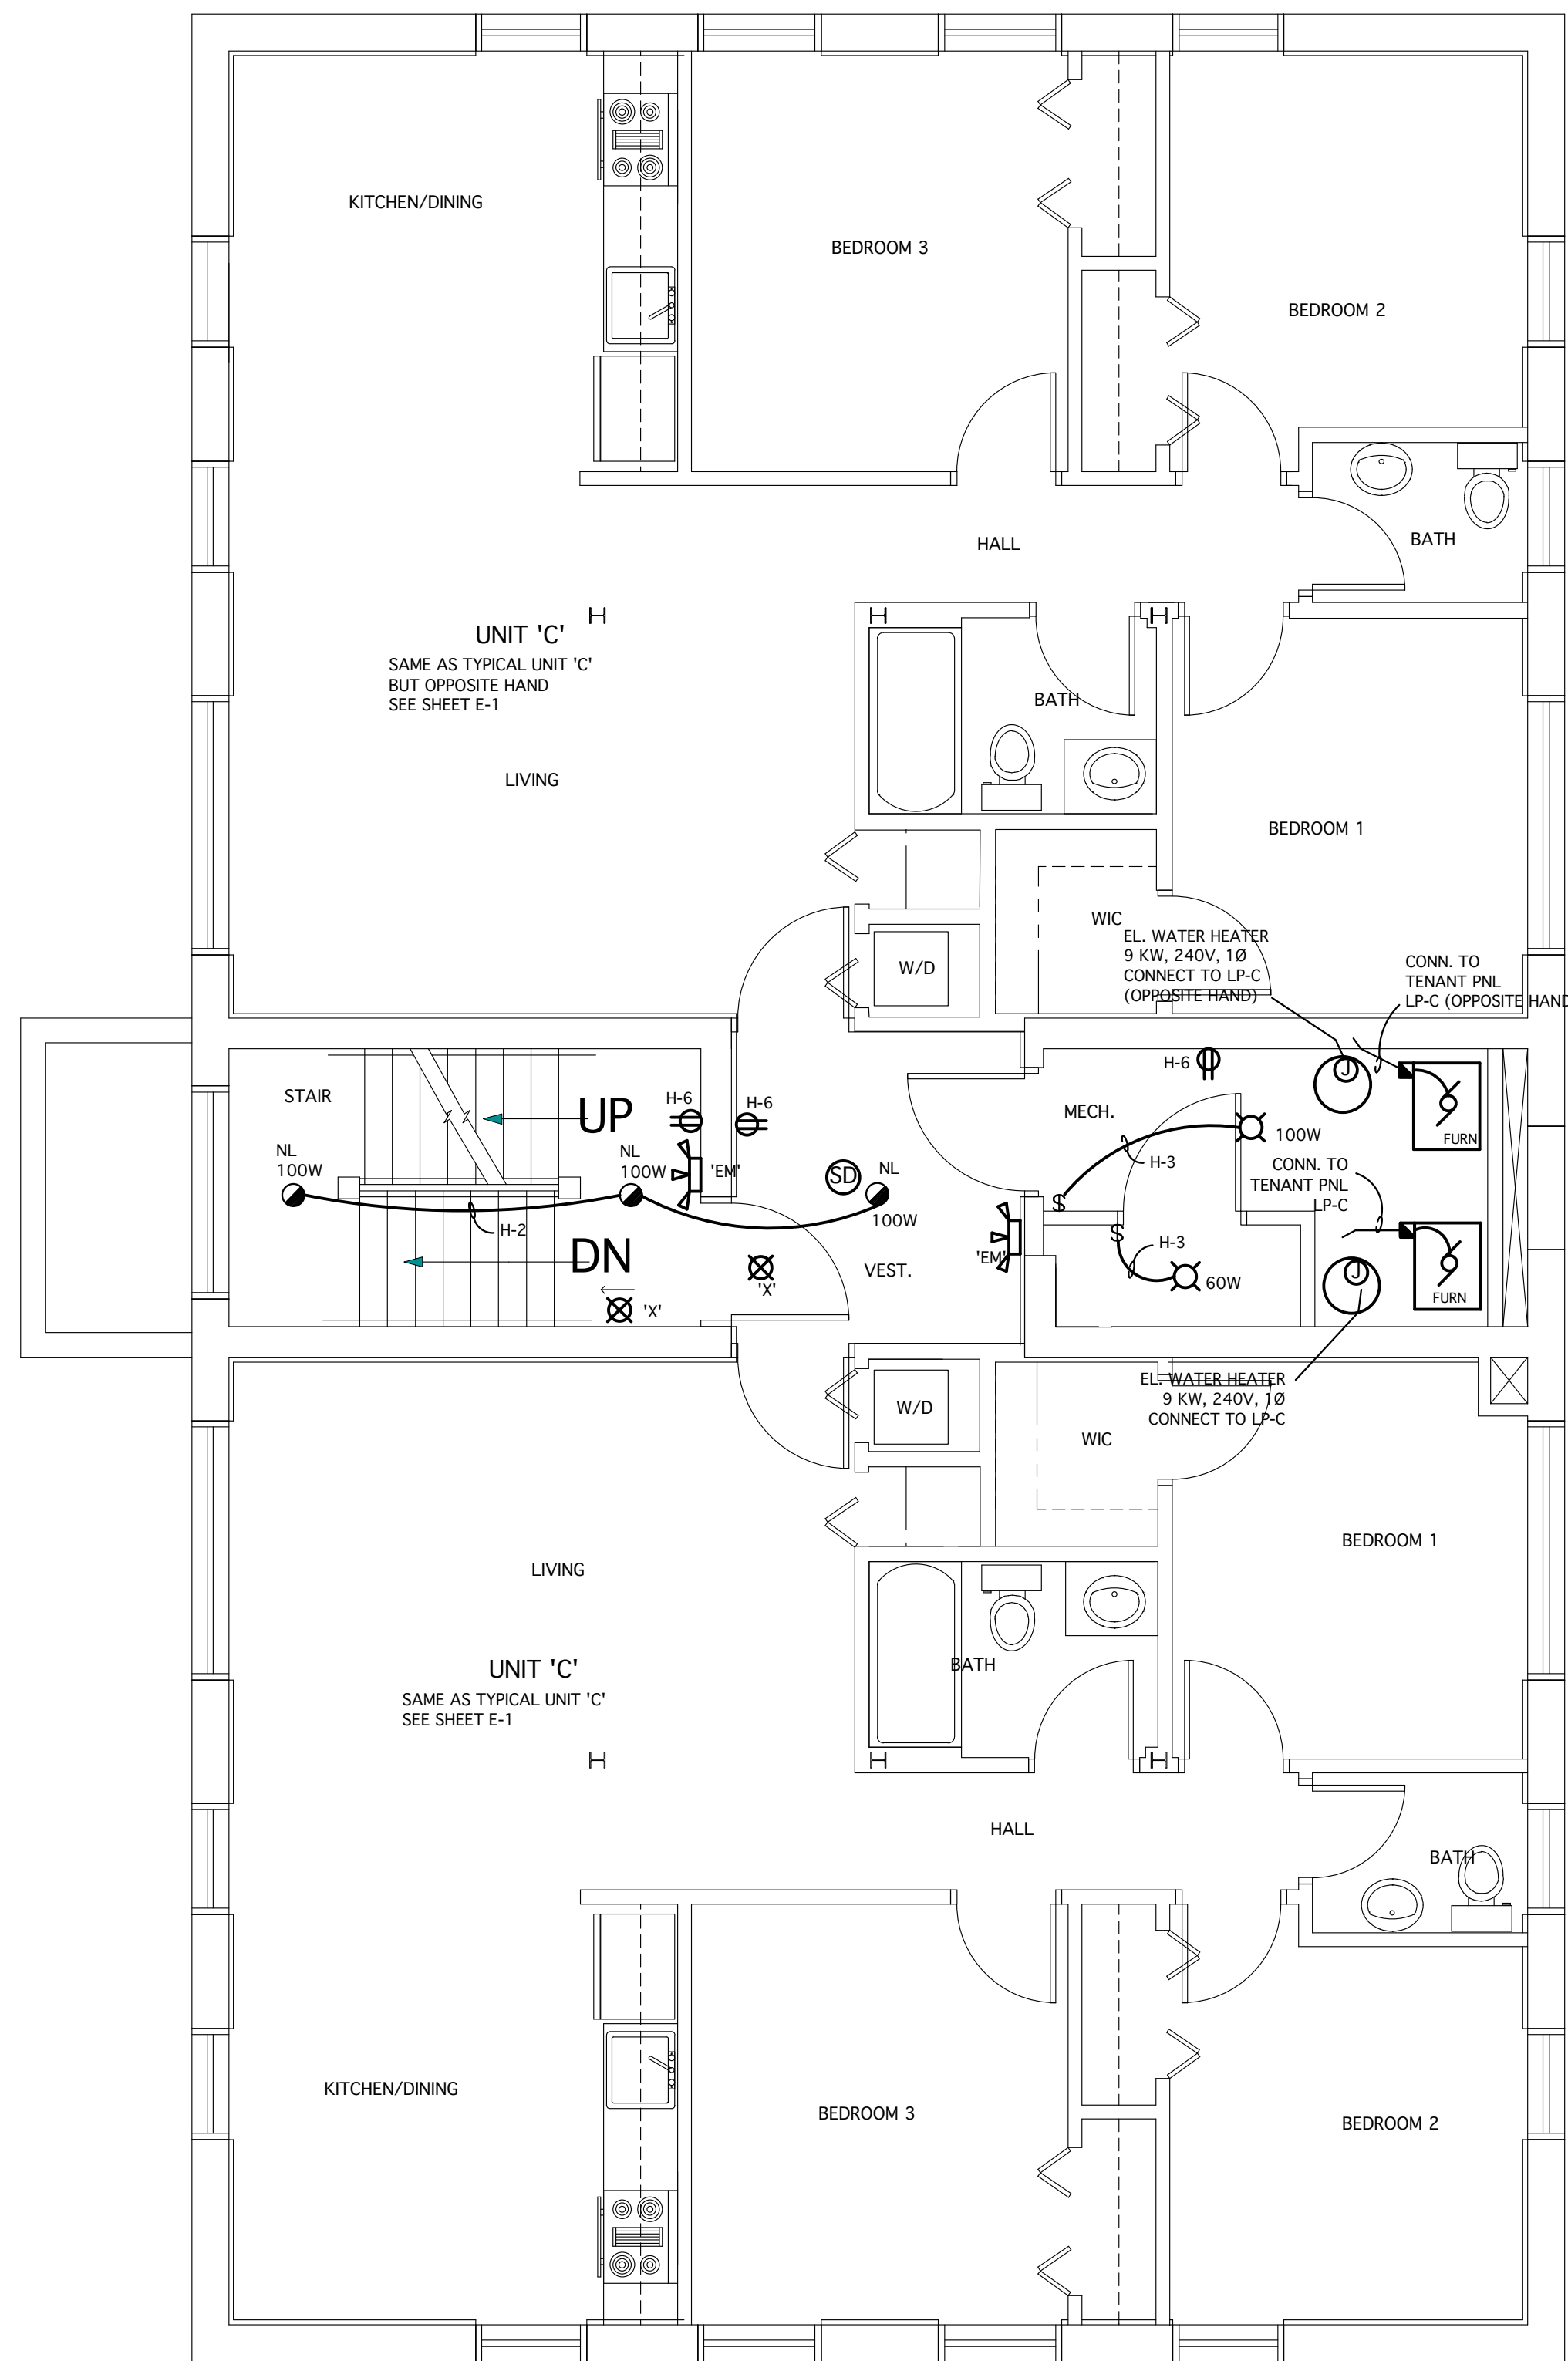 KITCHEN/DINING
BEDROOM 3
BEDROOM 2
HALL
BATH
H
H
H
UNIT 'C'
SAME AS TYPICAL UNIT 'C'
BUT OPPOSITE HAND
SEE SHEET E-1
BATH
LIVING
BEDROOM 1
WIC
W/D
EL. WATER HEATER
9 KW, 240V, 1Ø
CONNECT TO LP-C
(OPPOSITE HAND)
CONN. TO
TENANT PNL
LP-C (OPPOSITE HAND
STAIR
UP
H-6
H-6
H-6
MECH.
J
FURN
NL
100W
NL
100W
'EM'
SD
NL
100W
H-3
100W
CONN. TO
TENANT PNL
LP-C
$
$
H-2
DN
'X'
'X'
VEST.
'EM'
H-3
60W
J
FURN
EL. WATER HEATER
9 KW, 240V, 1Ø
CONNECT TO LP-C
W/D
WIC
BEDROOM 1
LIVING
BATH
UNIT 'C'
SAME AS TYPICAL UNIT 'C'
SEE SHEET E-1
H
H
H
HALL
BATH
KITCHEN/DINING
BEDROOM 3
BEDROOM 2